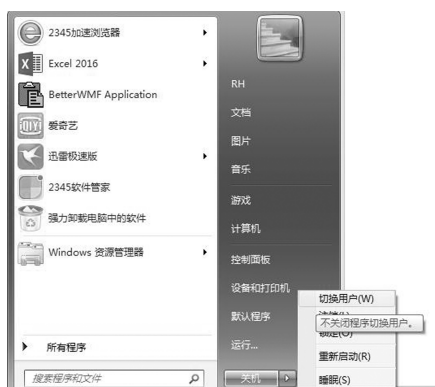 2345加速浏览器
Excel 2016
BetterWMF Application
爱奇艺
迅雷极速版
2345软件管家
强力卸载电脑中的软件
Windows 资源管理器
所有程序
搜索程序和文件
RH
文档
图片
音乐
游戏
计算机
控制面板
设备和打印机
默认程序
运行...
关机
切换用户(W)
不关闭程序切换用户。
重新启动(R)
睡眠(S)